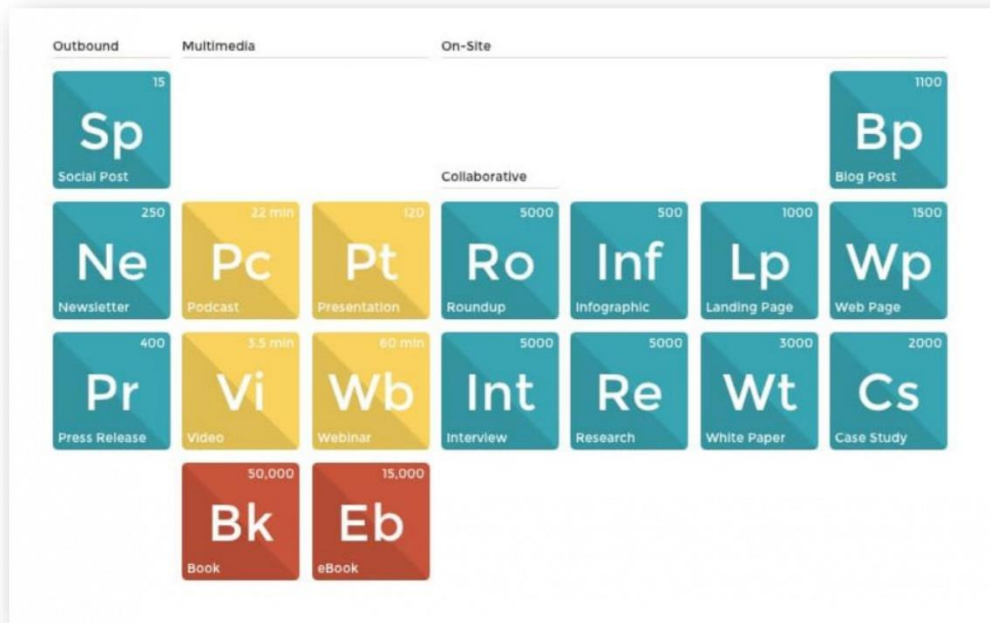 Outbound
Multimedia
On-Site
15
Sp
Social Post
1100
Bp
Blog Post
Collaborative
250
Ne
Newsletter
22 min
Pc
Podcast
120
Pt
Presentation
5000
Ro
Roundup
500
Inf
Infographic
1000
Lp
Landing Page
1500
Wp
Web Page
400
Pr
Press Release
3.5 min
Vi
Video
60 min
Wb
Webinar
5000
Int
Interview
5000
Re
Research
3000
Wt
White Paper
2000
Cs
Case Study
50,000
Bk
Book
15,000
Eb
eBook